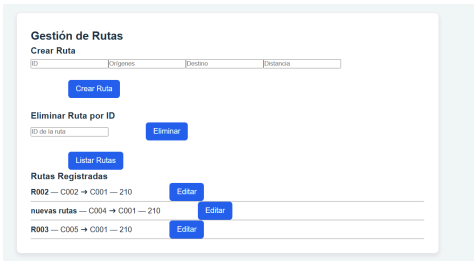 Gestión de Rutas
Crear Ruta
ID Orígenes Destino Distancia
Crear Ruta
Eliminar Ruta por ID
ID de la ruta Eliminar
Listar Rutas
Rutas Registradas
R002 — C002 → C001 — 210 Editar
nuevas rutas — C004 → C001 — 210 Editar
R003 — C005 → C001 — 210 Editar